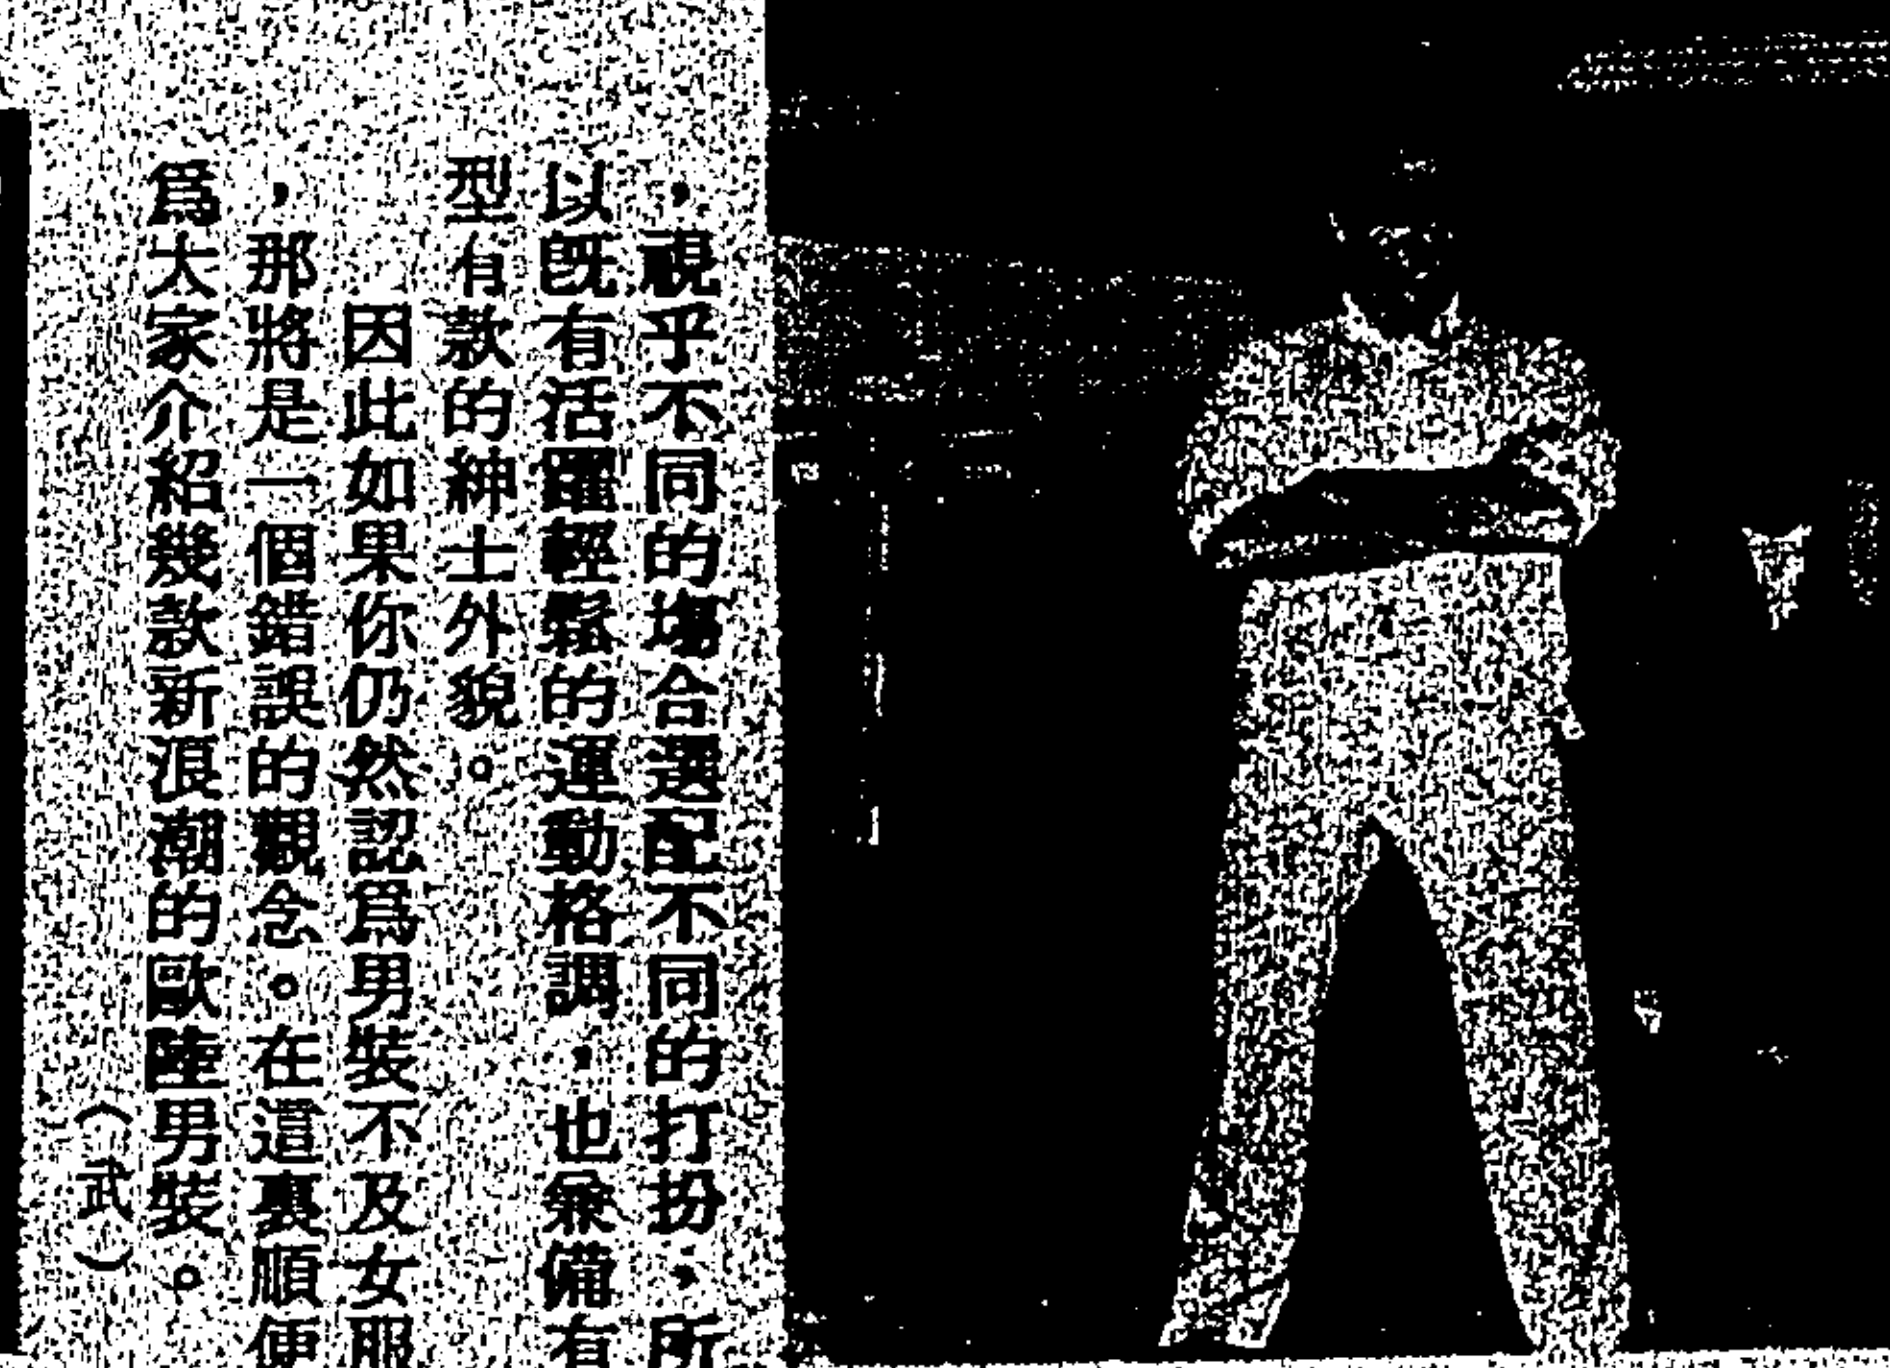 ，視乎不同的場合選配不同的打扮，所
以既有活躍輕鬆的運動格調，也兼備有
型有款的紳士外貌。
因此如果你仍然認爲男裝不及女服
，那將是一個錯誤的觀念。在這裏順便
爲大家介紹幾款新浪潮的歐陸男裝。
（武）